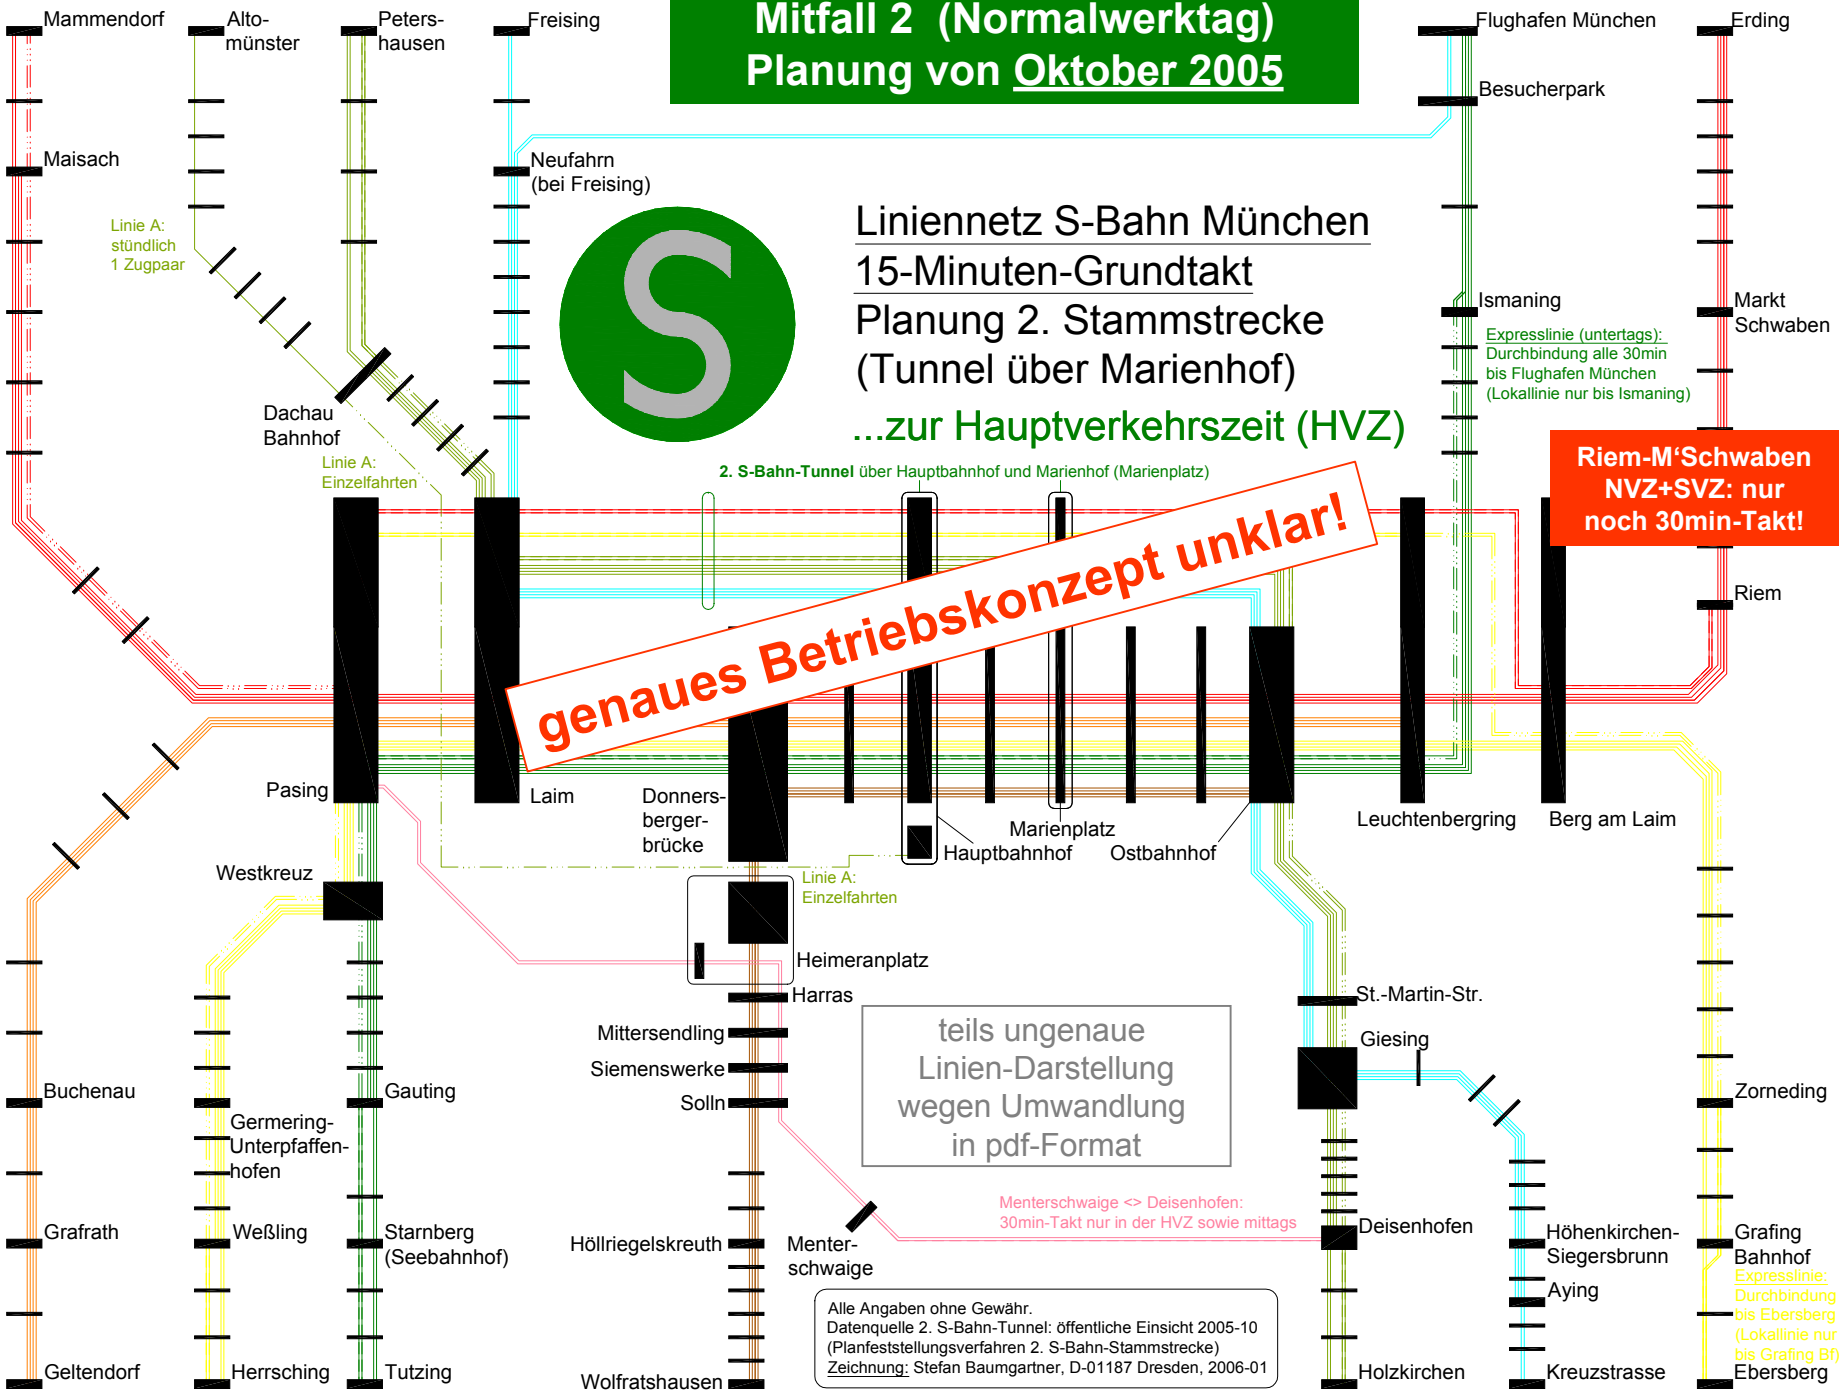 Mitfall 2 (Normalwerktag)
Planung von Oktober 2005
Mammendorf
Alto-
münster
Peters-
hausen
Freising
Flughafen München
Erding
Besucherpark
Maisach
Neufahrn
(bei Freising)
Linie A:
stündlich
1 Zugpaar
S
Liniennetz S-Bahn München
15-Minuten-Grundtakt
Planung 2. Stammstrecke
(Tunnel über Marienhof)
...zur Hauptverkehrszeit (HVZ)
Ismaning
Expresslinie (untertags):
Durchbindung alle 30min
bis Flughafen München
(Lokallinie nur bis Ismaning)
Markt
Schwaben
Dachau
Bahnhof
Linie A:
Einzelfahrten
2. S-Bahn-Tunnel über Hauptbahnhof und Marienhof (Marienplatz)
Riem-M‘Schwaben
NVZ+SVZ: nur
noch 30min-Takt!
genaues Betriebskonzept unklar!
Riem
Pasing
Laim
Donners-
berger-
brücke
Marienplatz
Hauptbahnhof
Ostbahnhof
Leuchtenbergring
Berg am Laim
Westkreuz
Linie A:
Einzelfahrten
Heimeranplatz
Harras
Mittersendling
Siemenswerke
Solln
teils ungenaue
Linien-Darstellung
wegen Umwandlung
in pdf-Format
St.-Martin-Str.
Giesing
Buchenau
Germering-
Unterpfaffen-
hofen
Gauting
Zorneding
Menterschwaige <> Deisenhofen:
30min-Takt nur in der HVZ sowie mittags
Grafrath
Weßling
Starnberg
(Seebahnhof)
Höllriegelskreuth
Menter-
schwaige
Deisenhofen
Höhenkirchen-
Siegersbrunn
Aying
Grafing
Bahnhof
Expresslinie:
Durchbindung
bis Ebersberg
(Lokallinie nur
bis Grafing Bf)
Alle Angaben ohne Gewähr.
Datenquelle 2. S-Bahn-Tunnel: öffentliche Einsicht 2005-10
(Planfeststellungsverfahren 2. S-Bahn-Stammstrecke)
Zeichnung: Stefan Baumgartner, D-01187 Dresden, 2006-01
Geltendorf
Herrsching
Tutzing
Wolfratshausen
Holzkirchen
Kreuzstrasse
Ebersberg